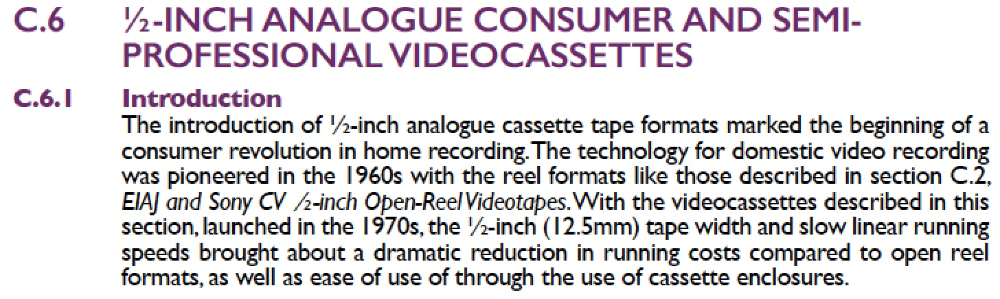 C.6 ½-INCH ANALOGUE CONSUMER AND SEMI-
PROFESSIONAL VIDEOCASSETTES
C.6.1 Introduction
The introduction of ½-inch analogue cassette tape formats marked the beginning of a
consumer revolution in home recording. The technology for domestic video recording
was pioneered in the 1960s with the reel formats like those described in section C.2,
EIAJ and Sony CV /2-inch Open-Reel Videotapes. With the videocassettes described in this
section, launched in the 1970s, the ½-inch (12.5mm) tape width and slow linear running
speeds brought about a dramatic reduction in running costs compared to open reel
formats, as well as ease of use of through the use of cassette enclosures.